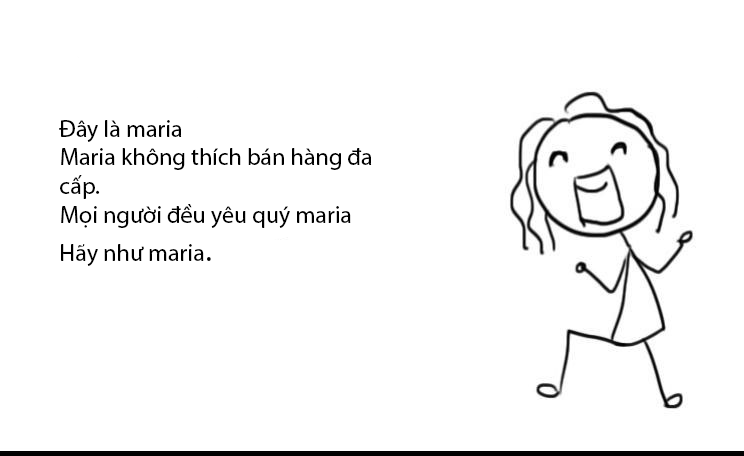 Đây là maria
Maria không thích bán hàng đa
cấp.
Mọi người đều yêu quý maria
Hãy như maria.